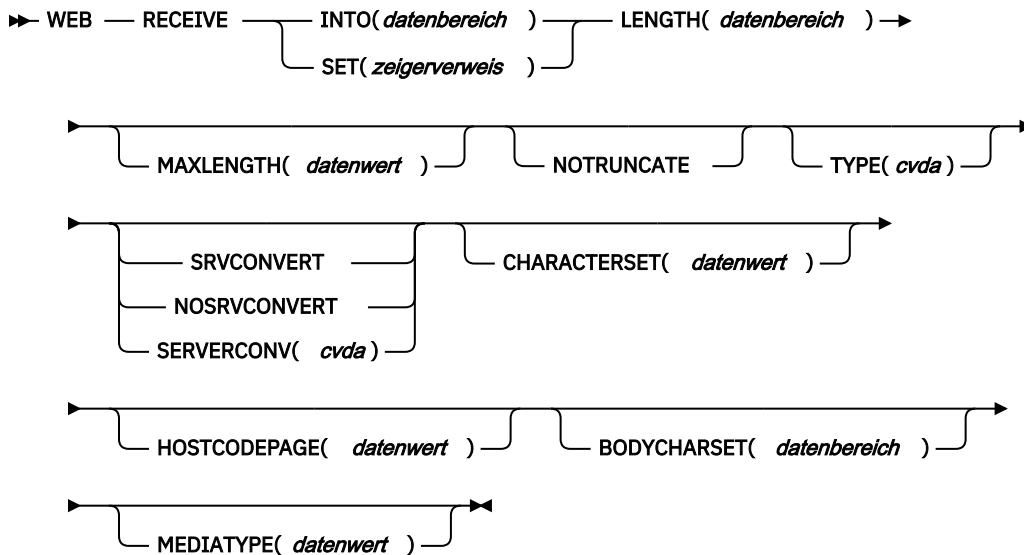 WEB RECEIVE INTO( datenbereich ) LENGTH( datenbereich )
SET( zeigerverweis )
MAXLENGTH( datenwert ) NOTRUNCATE TYPE( cvda )
SRVCONVERT CHARACTERSET( datenwert )
NOSRVCONVERT
SERVERCONV( cvda )
HOSTCODEPAGE( datenwert ) BODYCHARSET( datenbereich )
MEDIATYPE( datenwert )